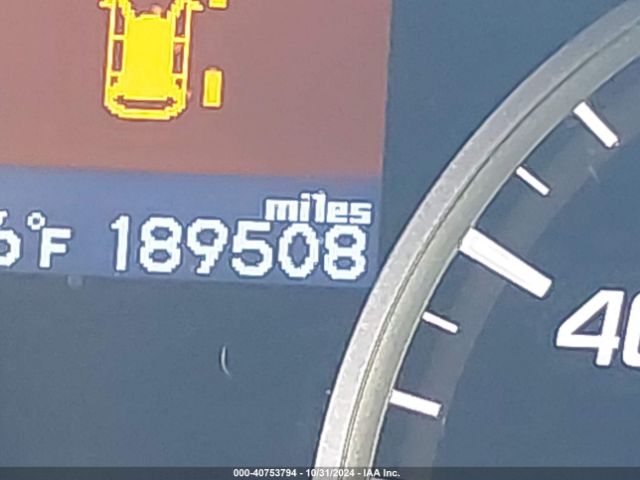 miles
6°F 189508
40
000-40753794 - 10/31/2024 - IAA Inc.